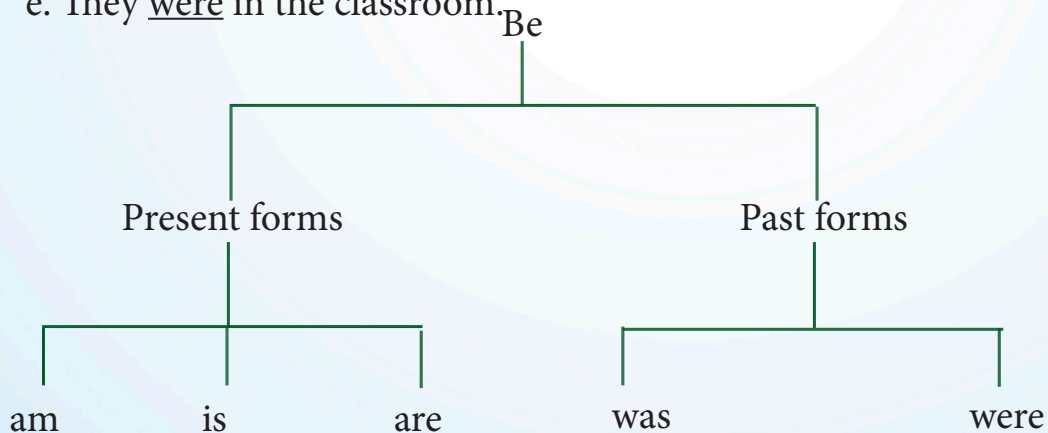 e. They were in the classroom.
Be
Present forms Past forms
am is are was were